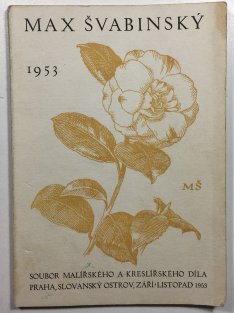 MAX ŠVABINSKÝ
1953
MŠ
SOUBOR MALÍŘSKÉHO A KRESLÍŘSKÉHO DÍLA
PRAHA, SLOVANSKÝ OSTROV, ZÁŘÍ-LISTOPAD 1953